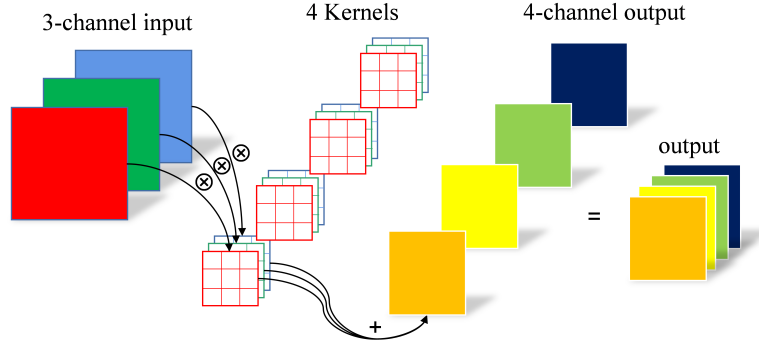 3-channel input
4 Kernels
4-channel output
output
=
+